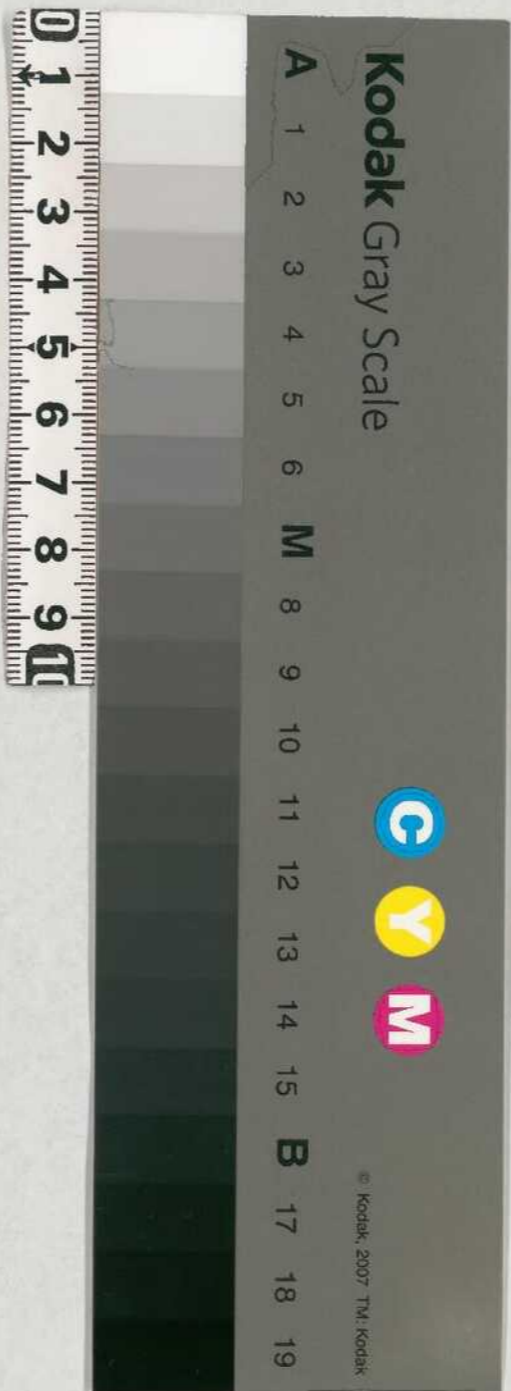 Kodak Gray Scale
C Y M
© Kodak, 2007 TM: Kodak
A 1 2 3 4 5 6 M 8 9 10 11 12 13 14 15 B 17 18 19
0 1 2 3 4 5 6 7 8 9 10